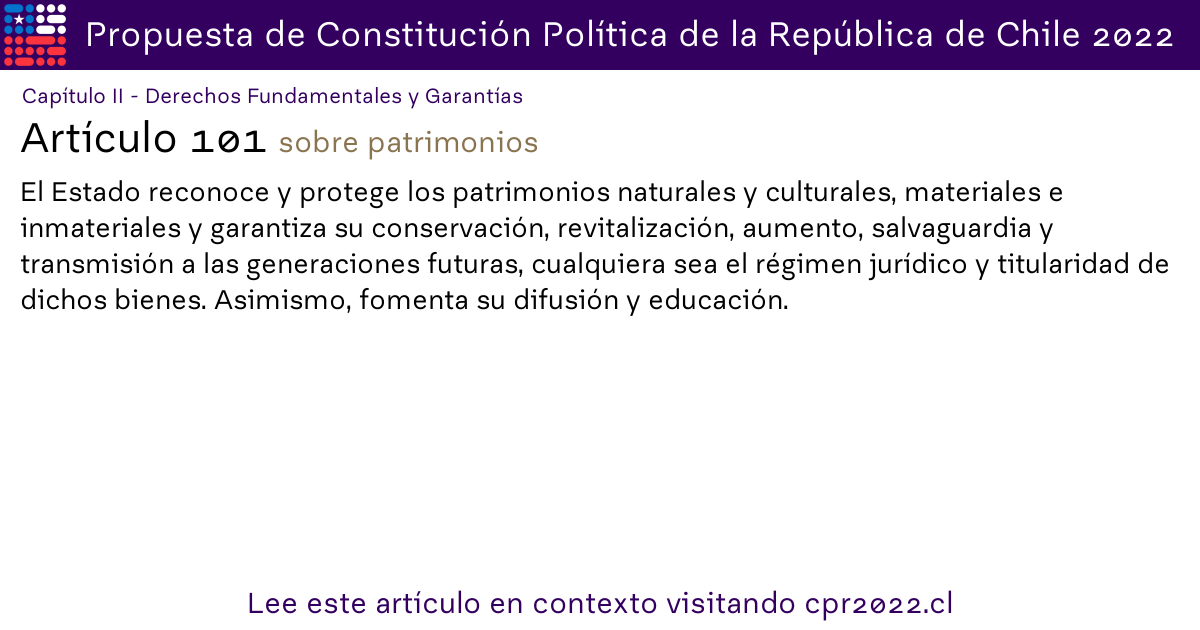 Propuesta de Constitución Política de la República de Chile 2022
Capítulo II - Derechos Fundamentales y Garantías
Artículo 101 sobre patrimonios
El Estado reconoce y protege los patrimonios naturales y culturales, materiales e
inmateriales y garantiza su conservación, revitalización, aumento, salvaguardia y
transmisión a las generaciones futuras, cualquiera sea el régimen jurídico y titularidad de
dichos bienes. Asimismo, fomenta su difusión y educación.
Lee este artículo en contexto visitando cpr2022.cl